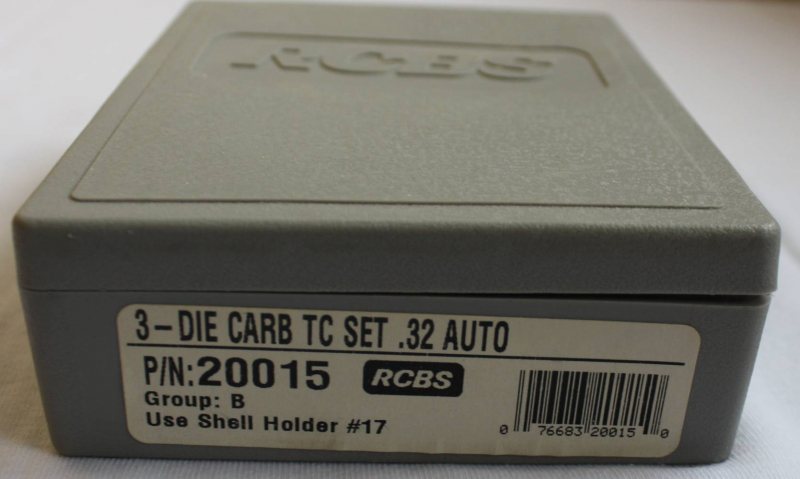 RCBS
3-DIE CARB TC SET .32 AUTO
P/N:20015 RCBS
Group: B
Use Shell Holder #17
0 76683 20015 0